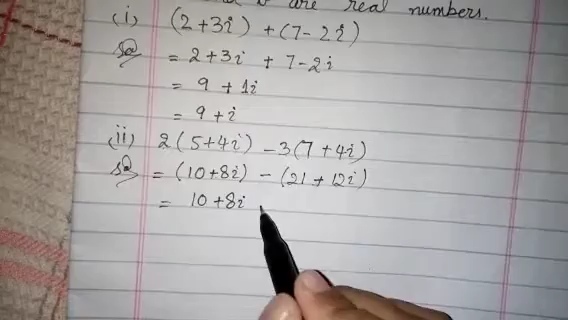 are real numbers.
(i) (2+3i) + (7-2i)
Sol = 2+3i + 7-2i
= 9 + 1i
= 9 + i
(ii) 2(5+4i) - 3(7+4i)
Sol = (10+8i) - (21 + 12i)
= 10+8i